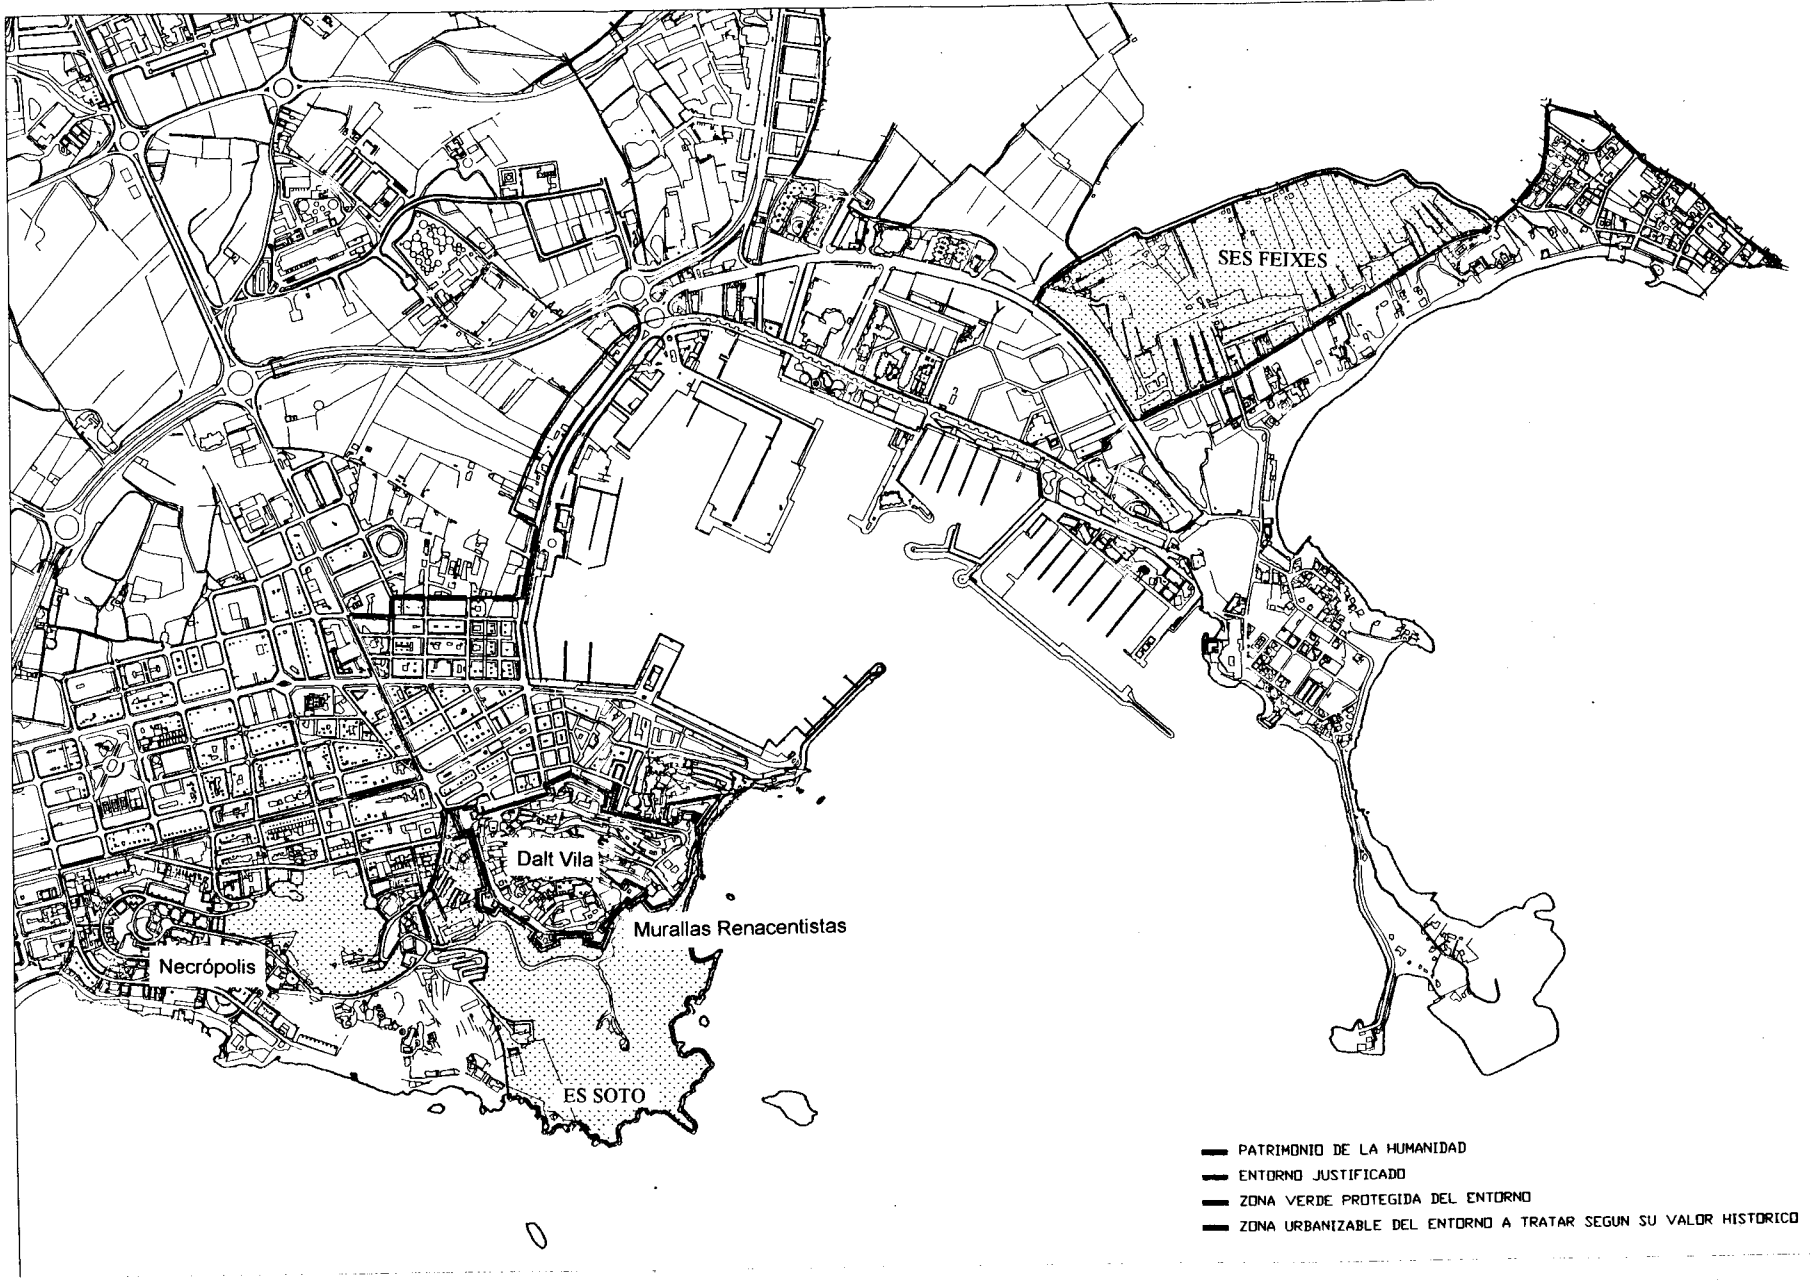 SES FEIXES
Dalt Vila
Murallas Renacentistas
Necrópolis
ES SOTO
PATRIMONIO DE LA HUMANIDAD
ENTORNO JUSTIFICADO
ZONA VERDE PROTEGIDA DEL ENTORNO
ZONA URBANIZABLE DEL ENTORNO A TRATAR SEGUN SU VALOR HISTORICO